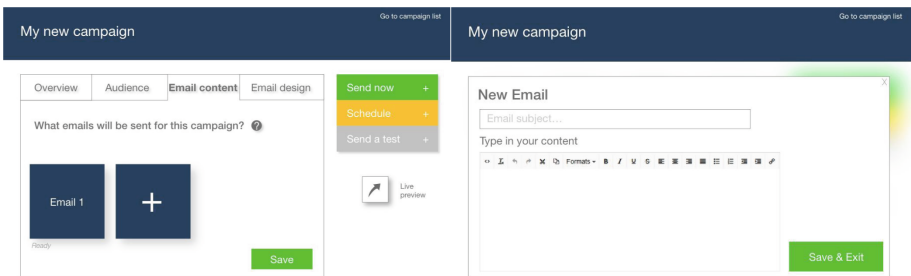 Go to campaign list
My new campaign
Overview
Audience
Email content
Email design
What emails will be sent for this campaign? ?
Email 1
+
Ready
Save
Send now +
Schedule +
Send a test +
Live
preview
Go to campaign list
My new campaign
X
New Email
Email subject...
Type in your content
Formats B I U S
Save & Exit